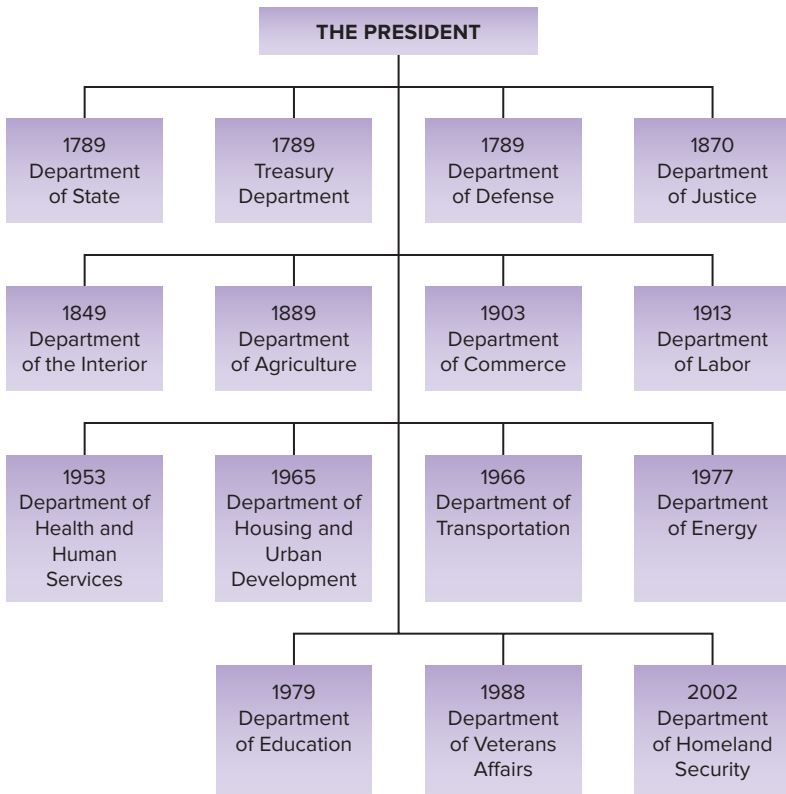 THE PRESIDENT
1789
Department
of State
1789
Treasury
Department
1789
Department
of Defense
1870
Department
of Justice
1849
Department
of the Interior
1889
Department
of Agriculture
1903
Department
of Commerce
1913
Department
of Labor
1953
Department of
Health and
Human
Services
1965
Department of
Housing and
Urban
Development
1966
Department of
Transportation
1977
Department
of Energy
1979
Department
of Education
1988
Department
of Veterans
Affairs
2002
Department
of Homeland
Security